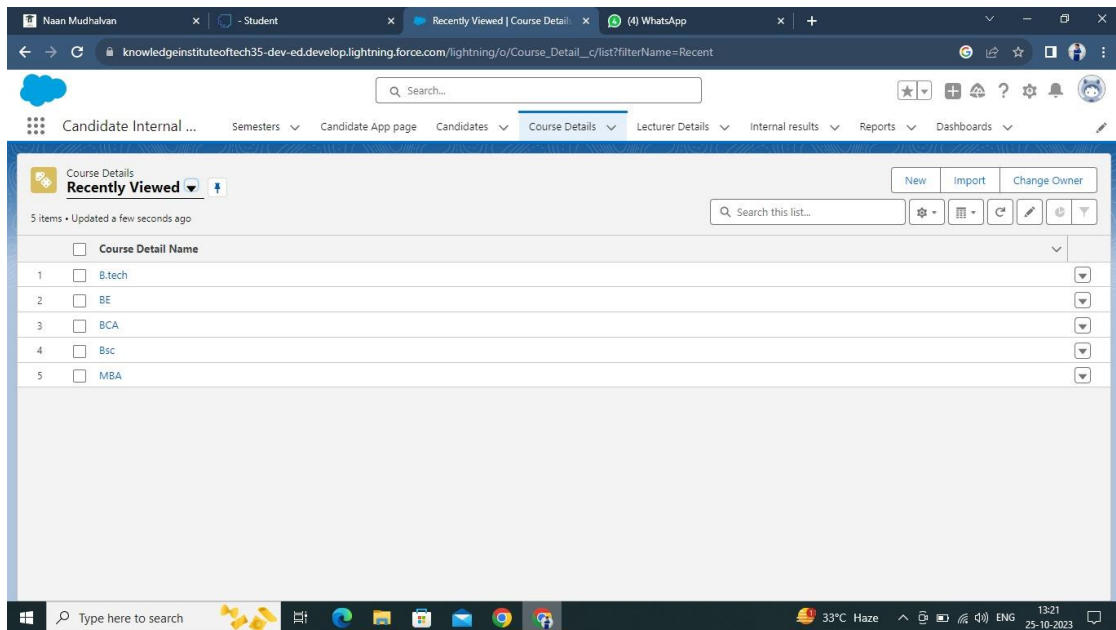 Naan Mudhalvan
- Student
Recently Viewed | Course Detail
(4) WhatsApp
knowledgeinstituteoftech35-dev-ed.develop.lightning.force.com/lightning/o/Course_Detail__c/list?filterName=Recent
Search...
Candidate Internal ...
Semesters
Candidate App page
Candidates
Course Details
Lecturer Details
Internal results
Reports
Dashboards
Course Details
Recently Viewed
New
Import
Change Owner
5 items • Updated a few seconds ago
Search this list...
Course Detail Name
1 B.tech
2 BE
3 BCA
4 Bsc
5 MBA
Type here to search
33°C Haze
ENG
13:21
25-10-2023